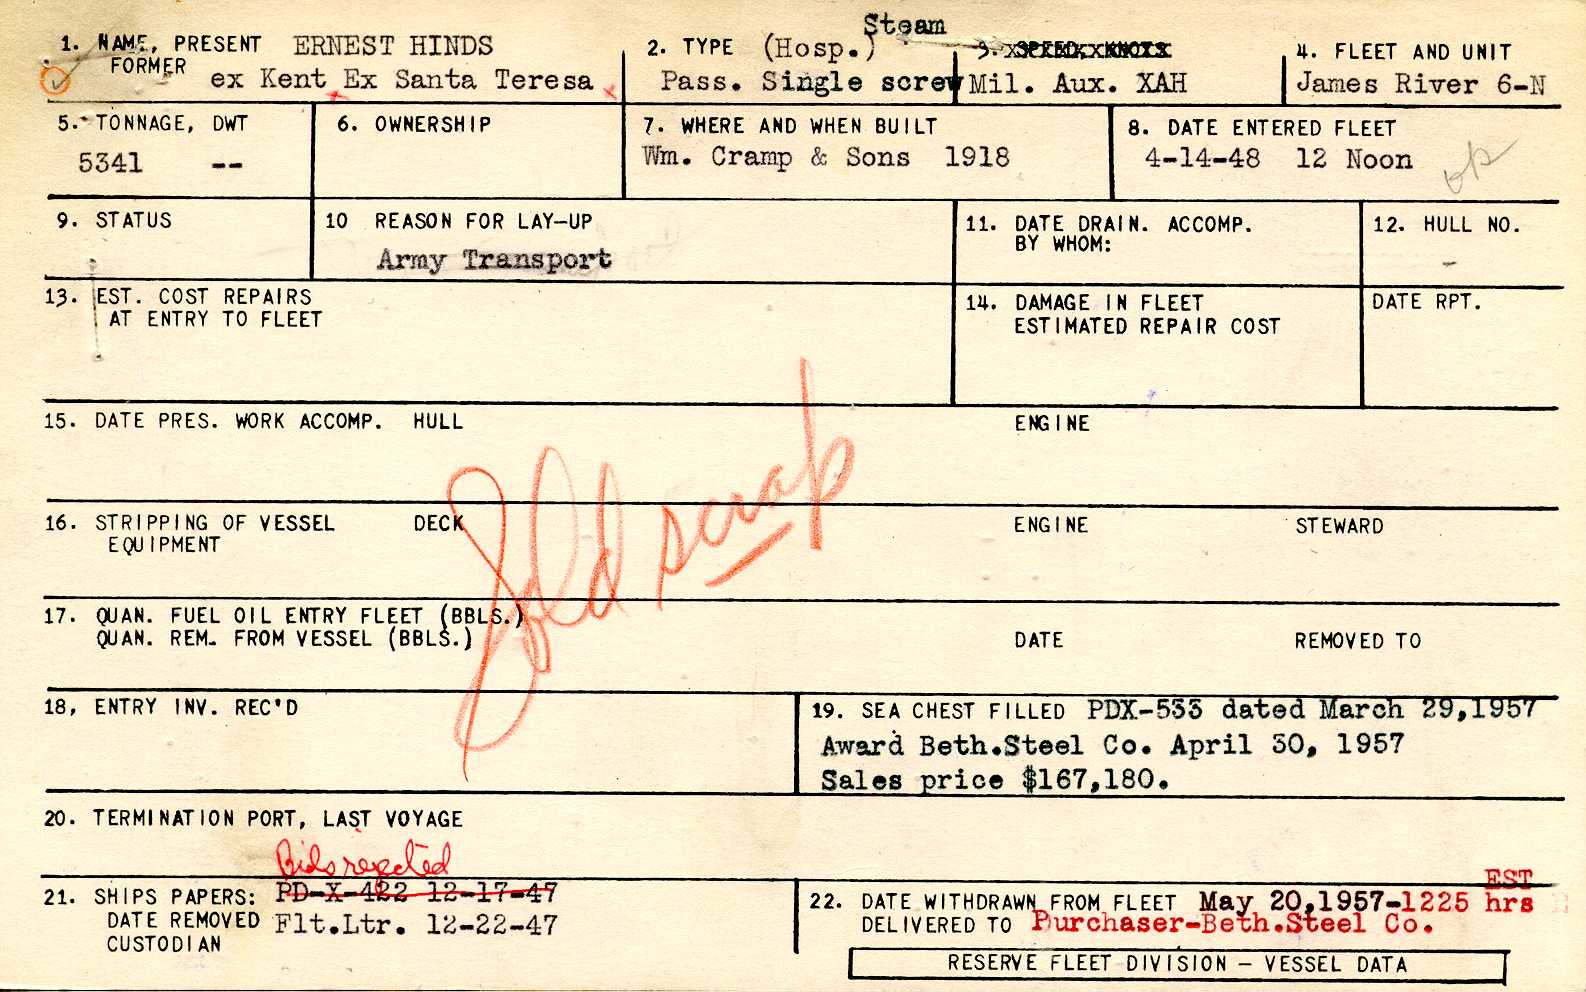 1. NAME, PRESENT ERNEST HINDS
FORMER ex Kent Ex Santa Teresa
2. TYPE (Hosp.) Steam
Pass. Single screw
3. SPEED, KNOTS
Mil. Aux. XAH
4. FLEET AND UNIT
James River 6-N
5. TONNAGE, DWT
5341 --
6. OWNERSHIP
7. WHERE AND WHEN BUILT
Wm. Cramp & Sons 1918
8. DATE ENTERED FLEET
4-14-48 12 Noon
9. STATUS
10 REASON FOR LAY-UP
Army Transport
11. DATE DRAIN. ACCOMP.
BY WHOM:
12. HULL NO.
-
13. EST. COST REPAIRS
AT ENTRY TO FLEET
14. DAMAGE IN FLEET
ESTIMATED REPAIR COST
DATE RPT.
15. DATE PRES. WORK ACCOMP. HULL ENGINE
Sold scrap
16. STRIPPING OF VESSEL DECK ENGINE STEWARD
EQUIPMENT
17. QUAN. FUEL OIL ENTRY FLEET (BBLS.)
QUAN. REM. FROM VESSEL (BBLS.) DATE REMOVED TO
18, ENTRY INV. REC'D
19. SEA CHEST FILLED PDX-533 dated March 29,1957
Award Beth.Steel Co. April 30, 1957
Sales price $167,180.
20. TERMINATION PORT, LAST VOYAGE
Bids rejected
21. SHIPS PAPERS: PD-X-422 12-17-47
DATE REMOVED Flt.Ltr. 12-22-47
CUSTODIAN
22. DATE WITHDRAWN FROM FLEET May 20,1957-1225 hrs EST
DELIVERED TO Purchaser-Beth.Steel Co.
RESERVE FLEET DIVISION – VESSEL DATA